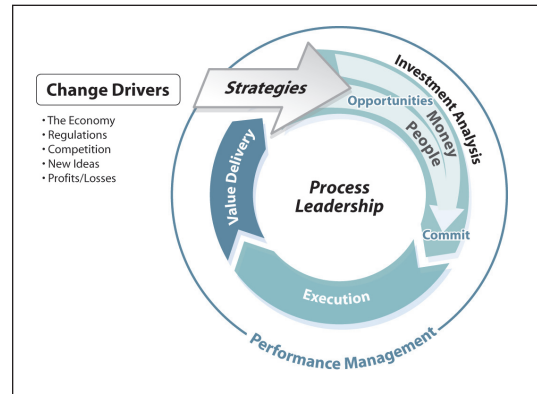 Change Drivers
• The Economy
• Regulations
• Competition
• New Ideas
• Profits/Losses
Strategies
Opportunities
Money
People
Investment Analysis
Commit
Process
Leadership
Value Delivery
Execution
Performance Management